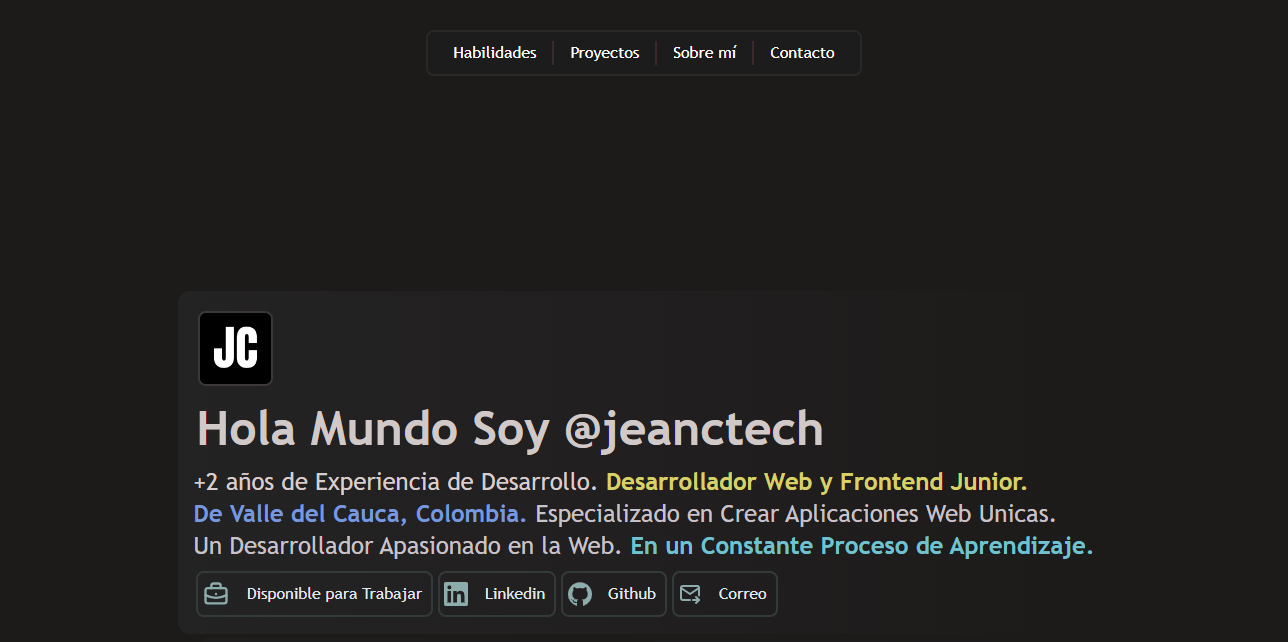 Habilidades Proyectos Sobre mí Contacto
JC
Hola Mundo Soy @jeanctech
+2 años de Experiencia de Desarrollo. Desarrollador Web y Frontend Junior.
De Valle del Cauca, Colombia. Especializado en Crear Aplicaciones Web Unicas.
Un Desarrollador Apasionado en la Web. En un Constante Proceso de Aprendizaje.
Disponible para Trabajar in Linkedin Github Correo